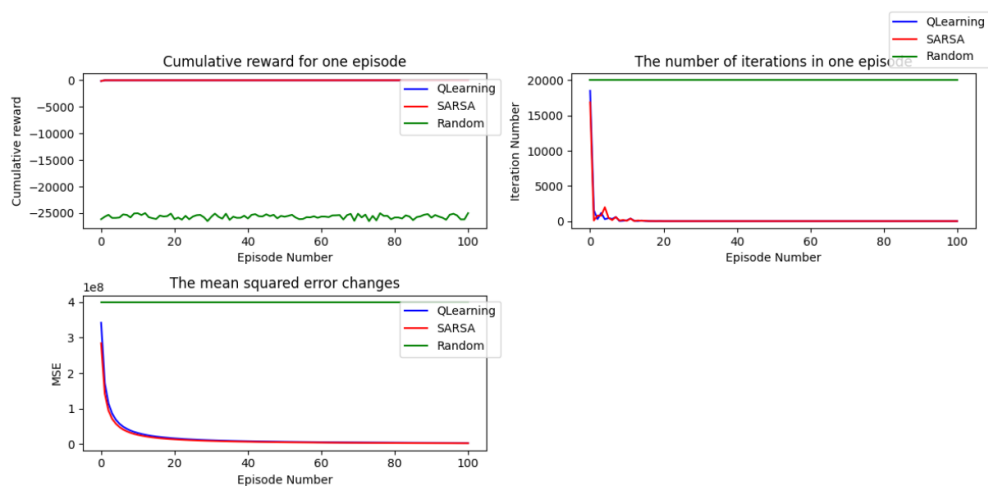 QLearning
SARSA
Random
Cumulative reward for one episode
Cumulative reward
0
−5000
−10000
−15000
−20000
−25000
QLearning
SARSA
Random
0
20
40
60
80
100
Episode Number
The number of iterations in one episode
Iteration Number
20000
15000
10000
5000
0
0
20
40
60
80
100
Episode Number
The mean squared error changes
1e8
MSE
4
3
2
1
0
QLearning
SARSA
Random
0
20
40
60
80
100
Episode Number